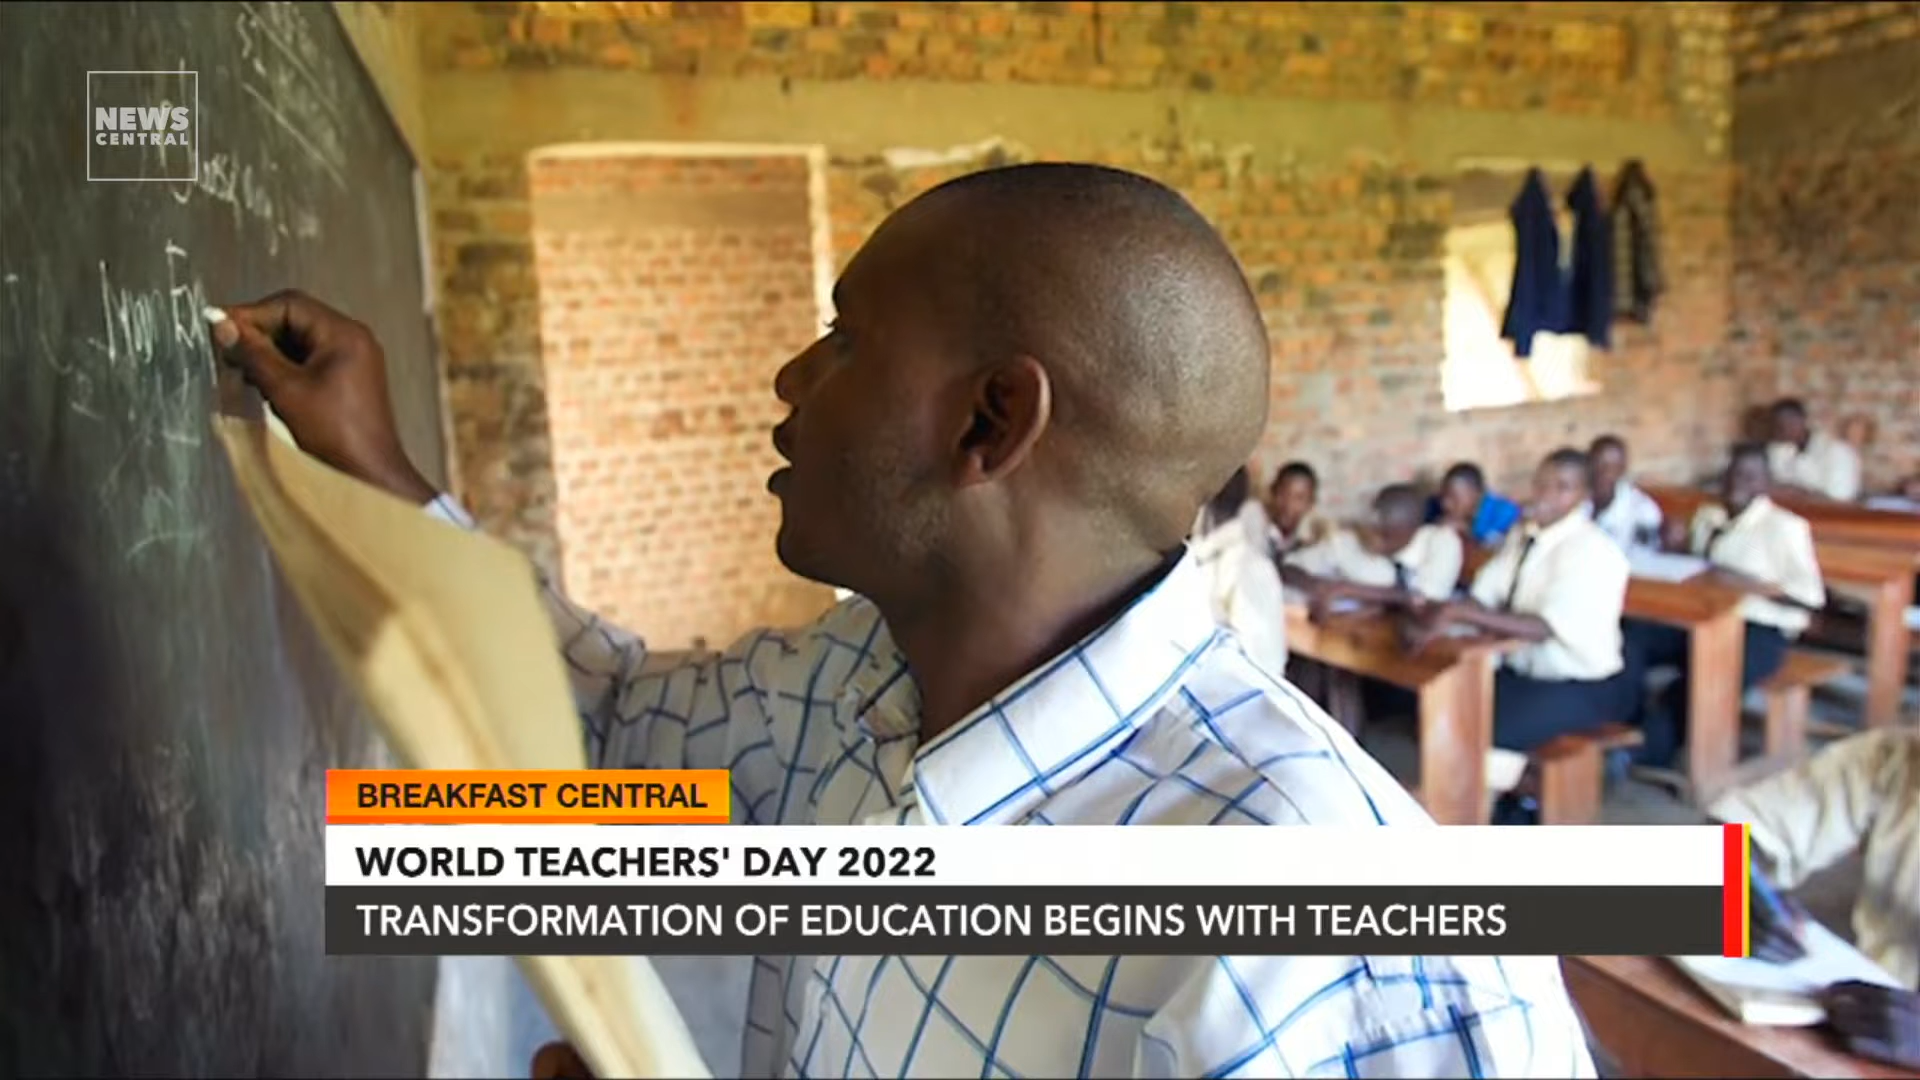 NEWS
CENTRAL
BREAKFAST CENTRAL
WORLD TEACHERS' DAY 2022
TRANSFORMATION OF EDUCATION BEGINS WITH TEACHERS